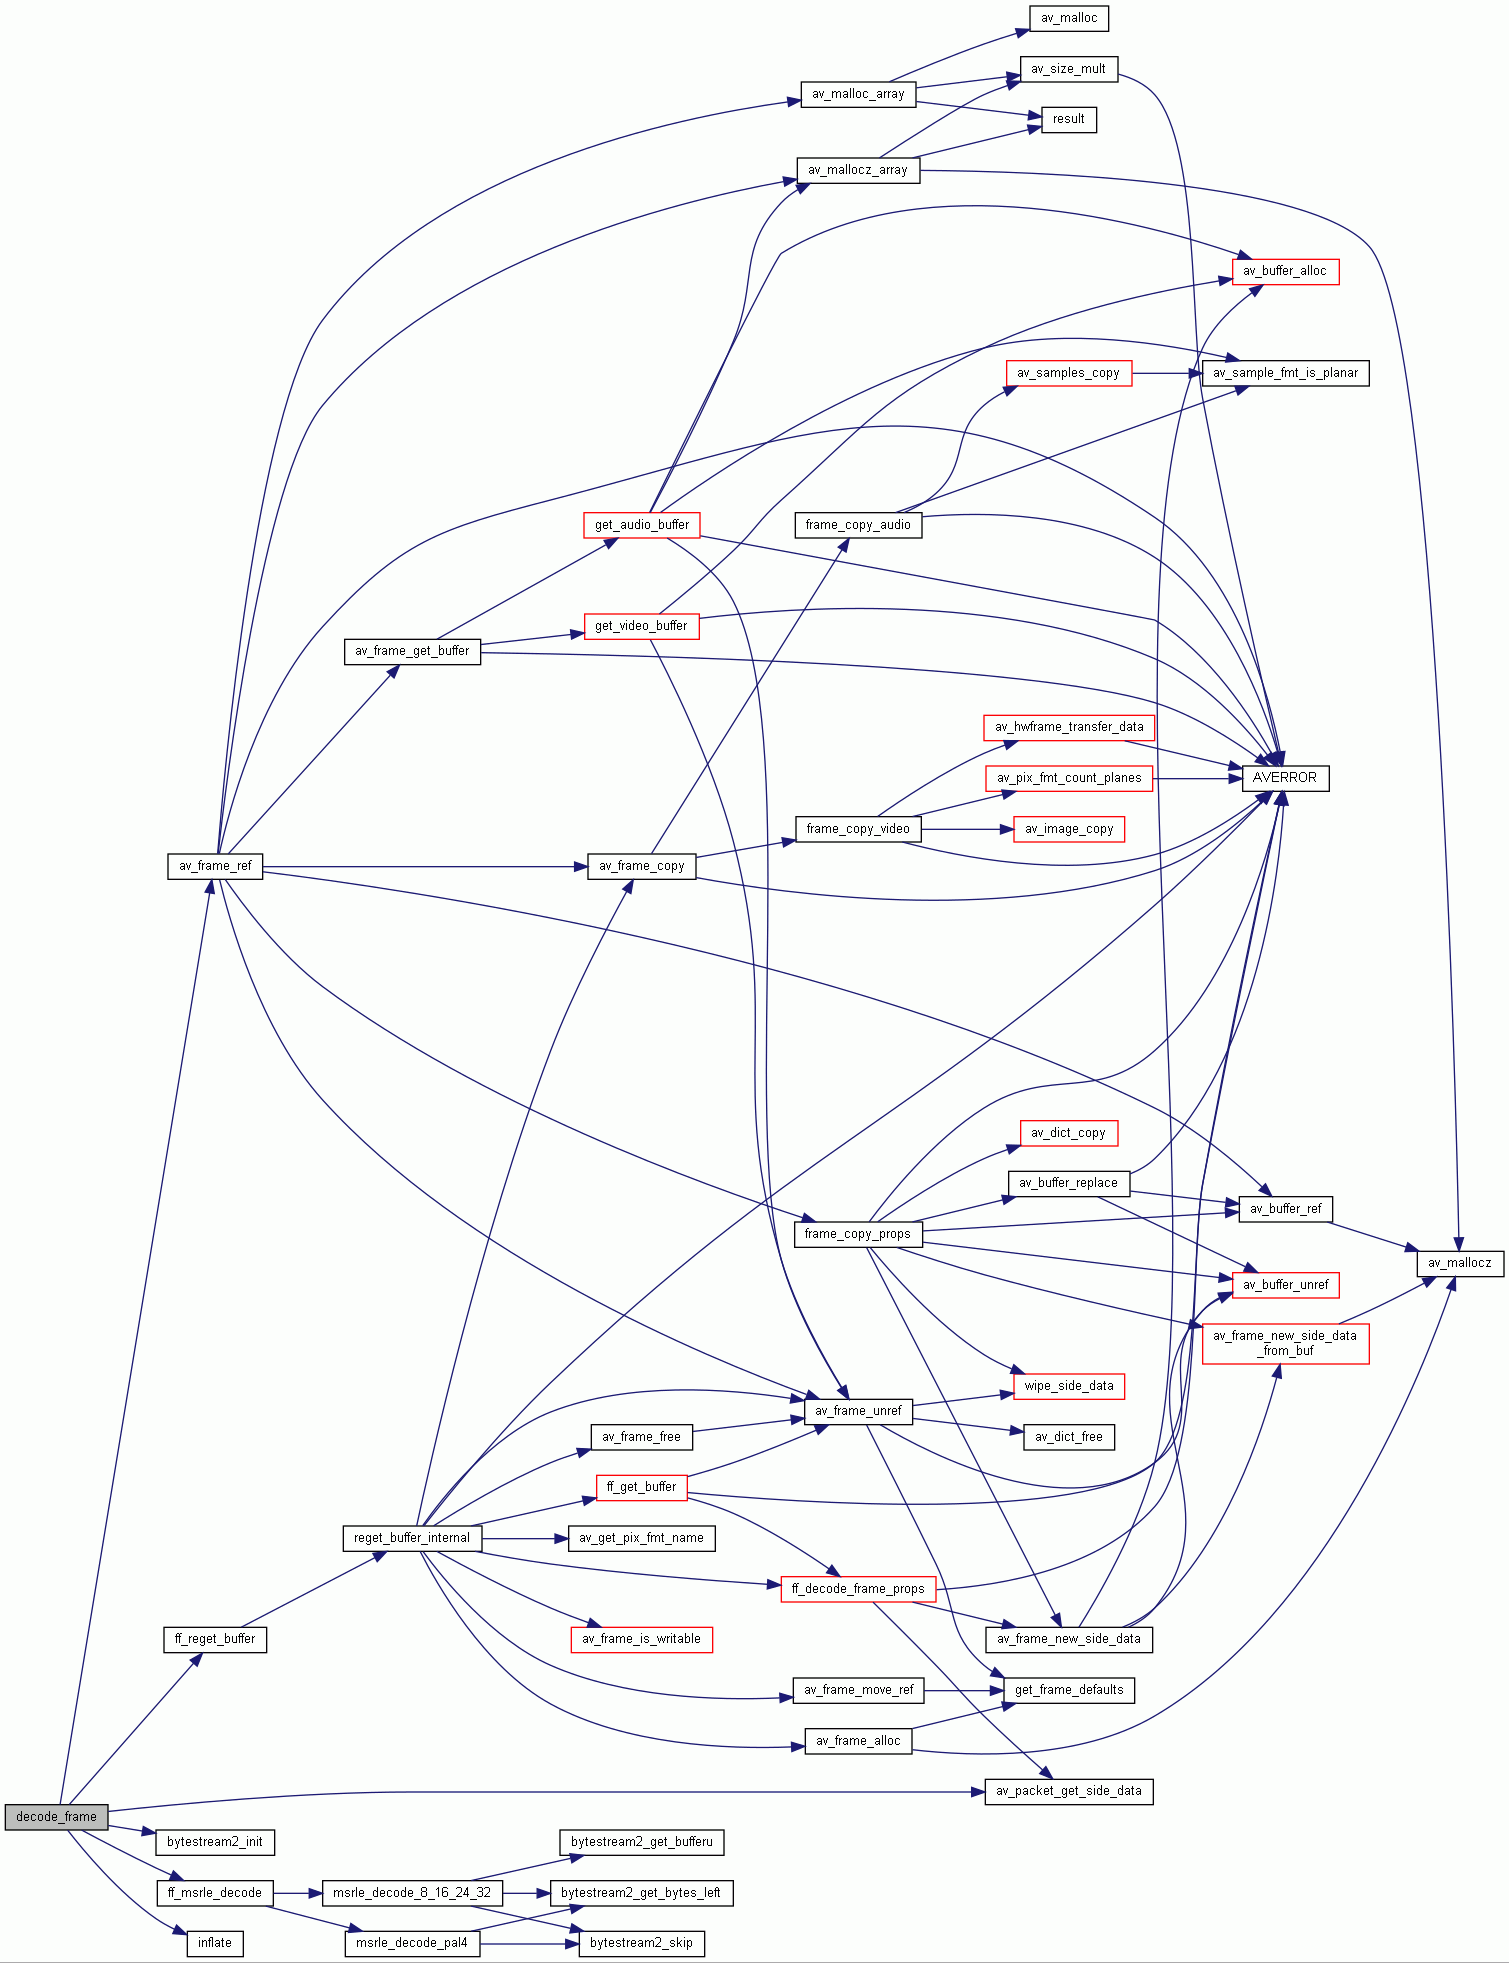 av_malloc
av_size_mult
av_malloc_array
result
av_mallocz_array
av_buffer_alloc
av_samples_copy
av_sample_fmt_is_planar
get_audio_buffer
frame_copy_audio
get_video_buffer
av_frame_get_buffer
av_hwframe_transfer_data
av_pix_fmt_count_planes
AVERROR
frame_copy_video
av_image_copy
av_frame_ref
av_frame_copy
av_dict_copy
av_buffer_replace
av_buffer_ref
frame_copy_props
av_mallocz
av_buffer_unref
av_frame_new_side_data
_from_buf
wipe_side_data
av_frame_unref
av_frame_free
av_dict_free
ff_get_buffer
reget_buffer_internal
av_get_pix_fmt_name
ff_decode_frame_props
ff_reget_buffer
av_frame_is_writable
av_frame_new_side_data
av_frame_move_ref
get_frame_defaults
av_frame_alloc
av_packet_get_side_data
decode_frame
bytestream2_init
bytestream2_get_bufferu
ff_msrle_decode
msrle_decode_8_16_24_32
bytestream2_get_bytes_left
inflate
msrle_decode_pal4
bytestream2_skip